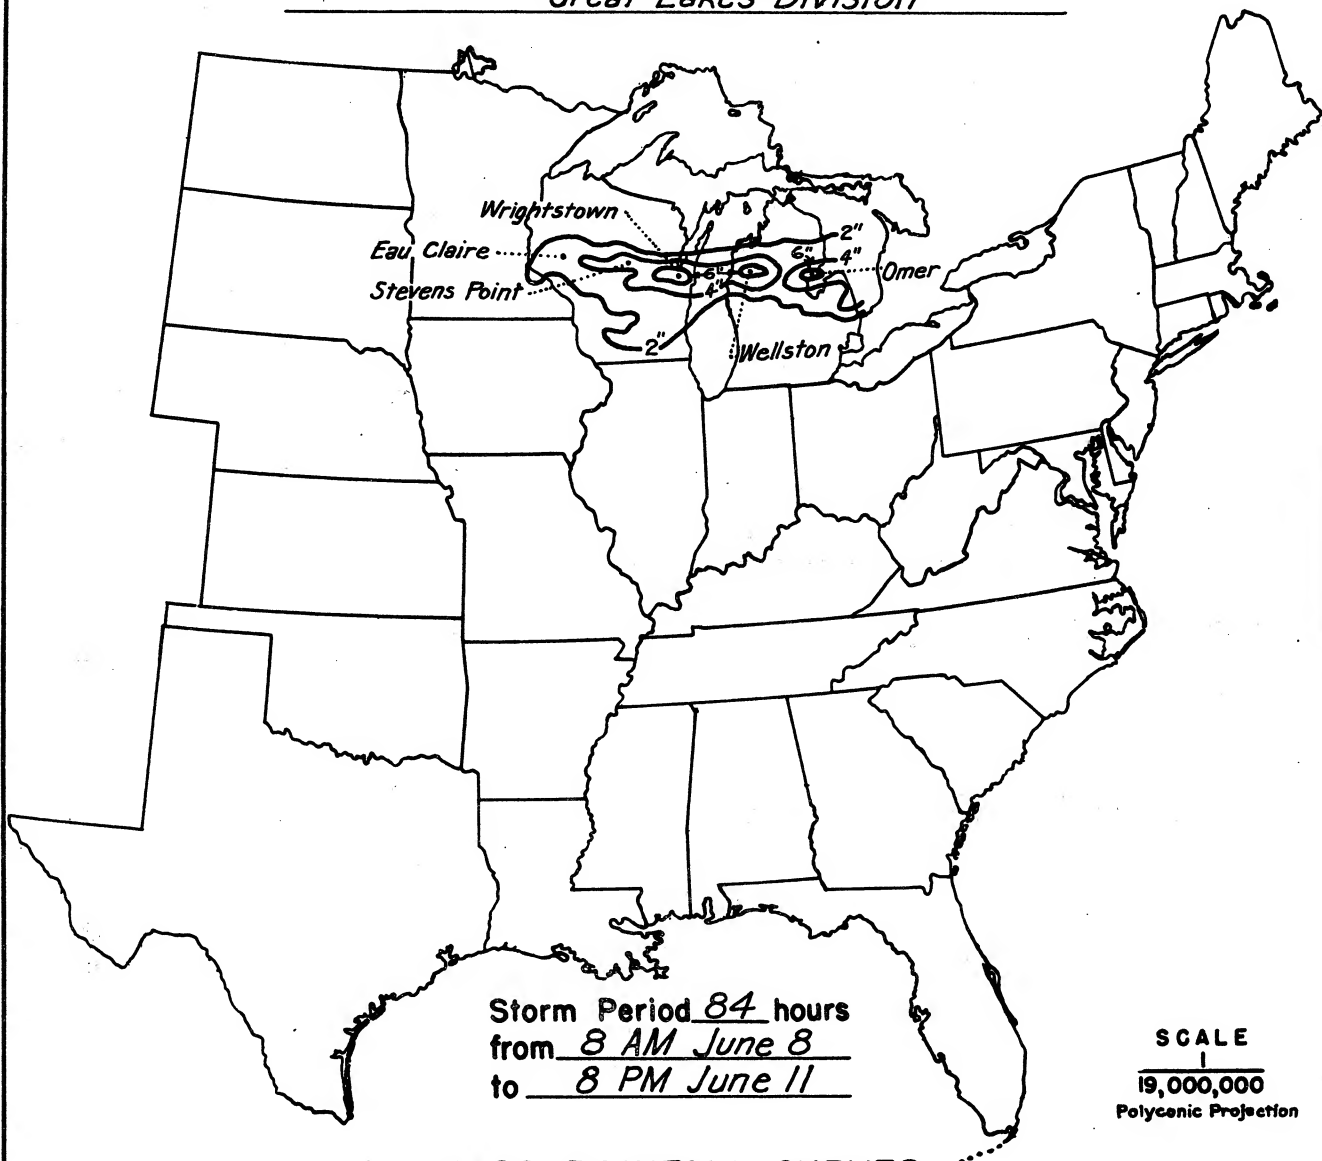 Great Lakes Division
Wrightstown
2"
Eau Claire
6"
4"
Omer
Stevens Point
6"
4"
2"
Wellston
Storm Period 84 hours
from 8 AM June 8
to 8 PM June 11
SCALE
1
19,000,000
Polyconic Projection